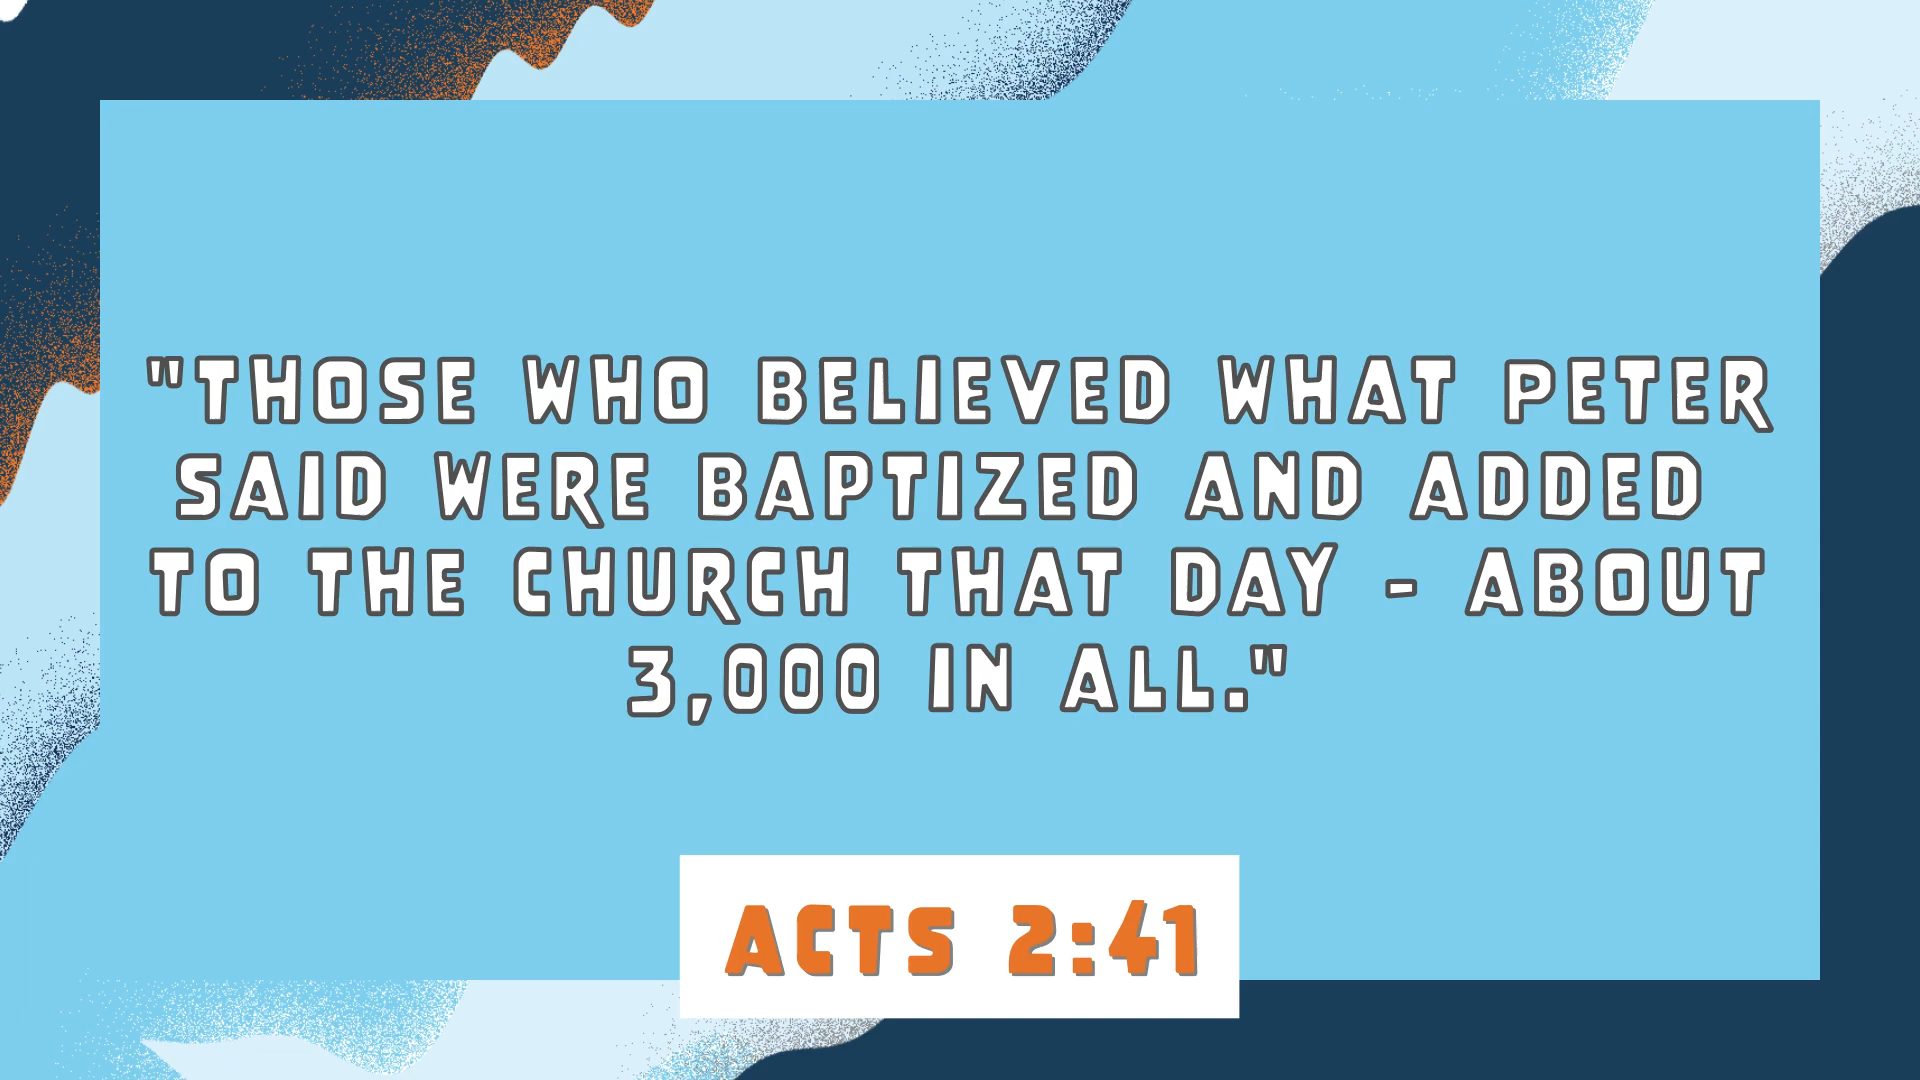 "THOSE WHO BELIEVED WHAT PETER
SAID WERE BAPTIZED AND ADDED
TO THE CHURCH THAT DAY - ABOUT
3,000 IN ALL."
ACTS 2:41